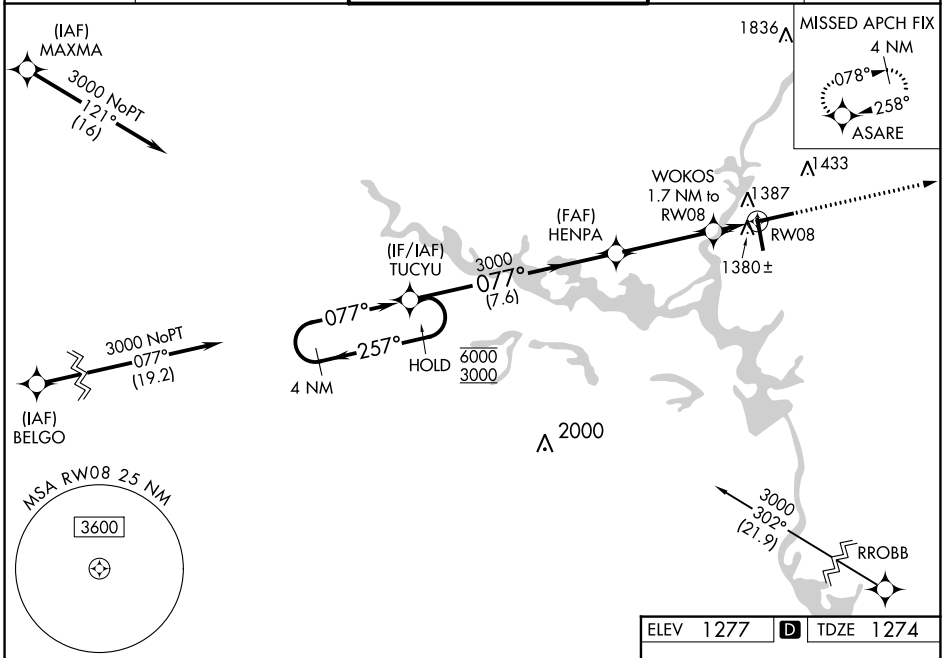 (IAF)
MAXMA
3000 NoPT
121°
(16)
1836
MISSED APCH FIX
4 NM
078°
258°
ASARE
1433
WOKOS
1.7 NM to
RW08
1387
RW08
1380 ±
(FAF)
HENPA
(IF/IAF)
TUCYU
3000
077°
(7.6)
077°
257°
4 NM
HOLD
6000
3000
3000 NoPT
077°
(19.2)
(IAF)
BELGO
2000
MSA RW08 25 NM
3600
3000
302°
(21.9)
RROBB
ELEV 1277 D TDZE 1274